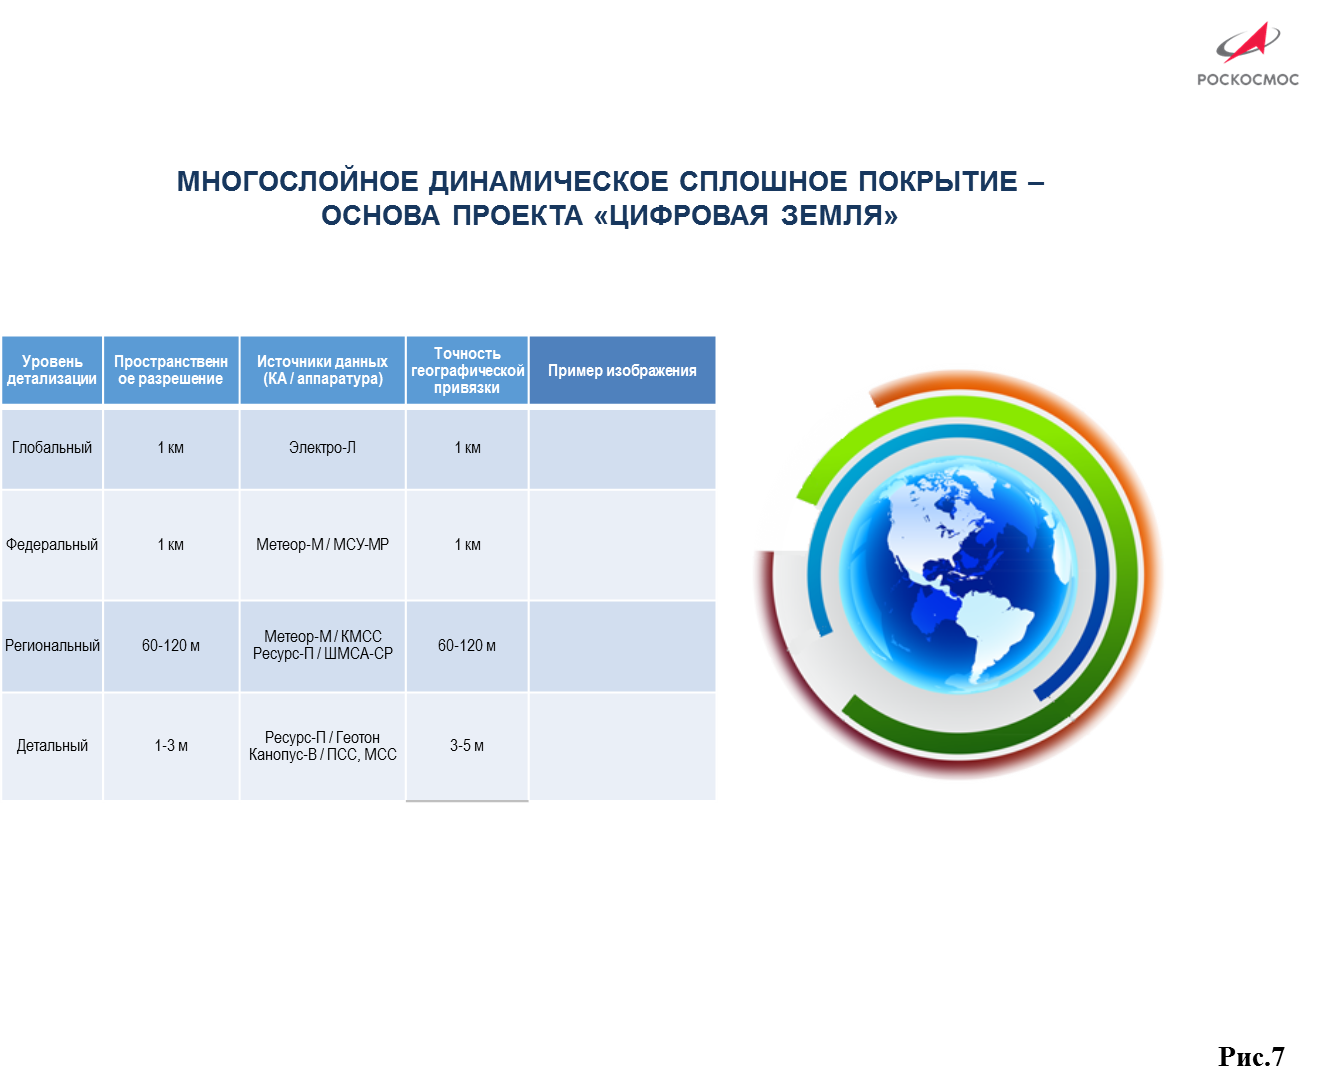 РОСКОСМОС
МНОГОСЛОЙНОЕ ДИНАМИЧЕСКОЕ СПЛОШНОЕ ПОКРЫТИЕ –
ОСНОВА ПРОЕКТА «ЦИФРОВАЯ ЗЕМЛЯ»
Уровень
детализации
Пространственн
ое разрешение
Источники данных
(КА / аппаратура)
Точность
географической
привязки
Пример изображения
Глобальный
1 км
Электро-Л
1 км
Федеральный
1 км
Метеор-М / МСУ-МР
1 км
Региональный
60-120 м
Метеор-М / КМСС
Ресурс-П / ШМСА-СР
60-120 м
Детальный
1-3 м
Ресурс-П / Геотон
Канопус-В / ПСС, МСС
3-5 м
Рис.7